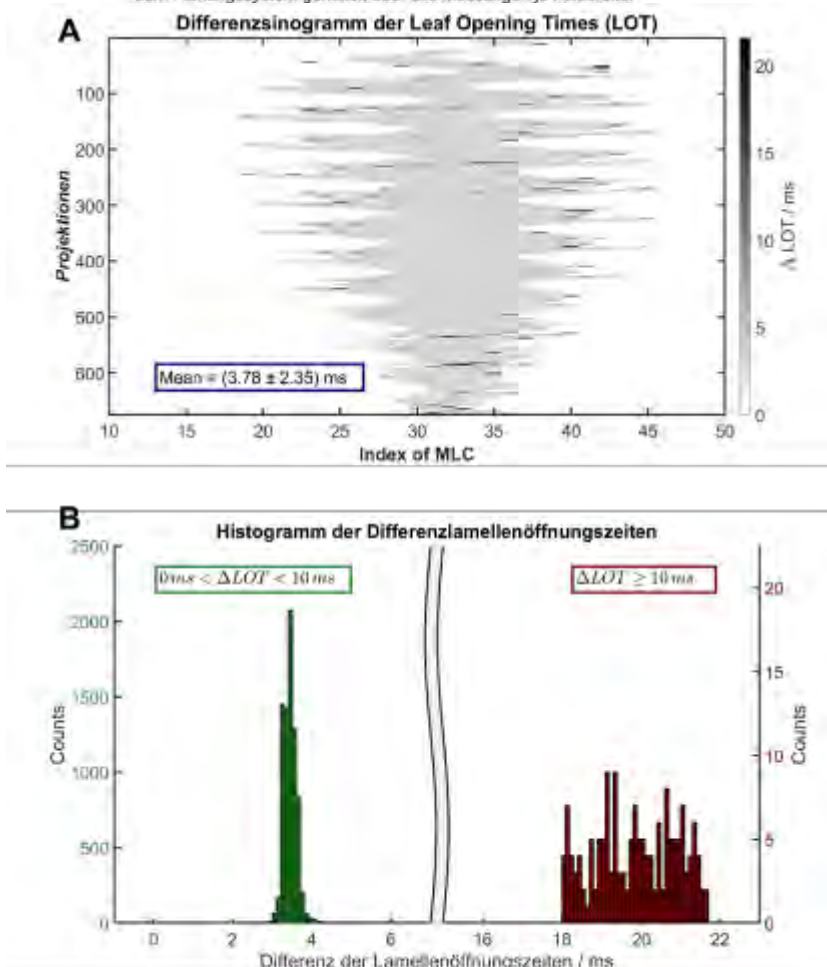 A
Differenzsinogramm der Leaf Opening Times (LOT)
Projektionen
100
200
300
400
500
600
10 15 20 25 30 35 40 45 50
Index of MLC
Mean = (3.78 ± 2.35) ms
20
15
10
5
0
Δ LOT / ms
B
Histogramm der Differenzlamellenöffnungszeiten
0 ms < ΔLOT < 10 ms
ΔLOT ≥ 10 ms
Counts
2500
2000
1500
1000
500
0
20
15
10
5
0
Counts
0 2 4 6 16 18 20 22
Differenz der Lamellenöffnungszeiten / ms